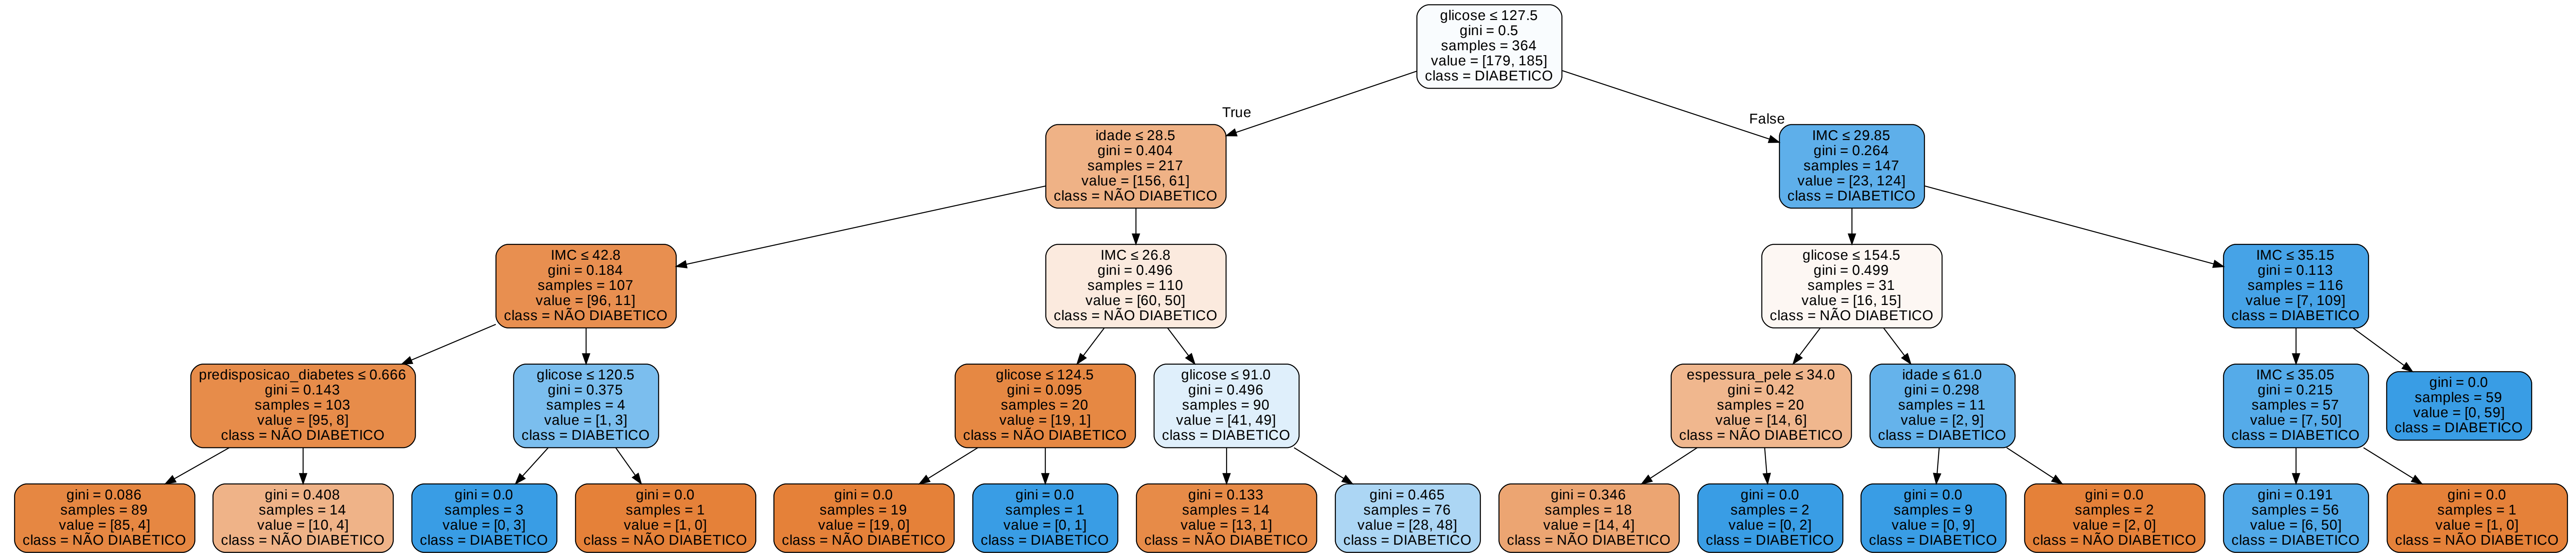 glicose ≤ 127.5
gini = 0.5
samples = 364
value = [179, 185]
class = DIABETICO
True
False
idade ≤ 28.5
gini = 0.404
samples = 217
value = [156, 61]
class = NÃO DIABETICO
IMC ≤ 29.85
gini = 0.264
samples = 147
value = [23, 124]
class = DIABETICO
IMC ≤ 42.8
gini = 0.184
samples = 107
value = [96, 11]
class = NÃO DIABETICO
IMC ≤ 26.8
gini = 0.496
samples = 110
value = [60, 50]
class = NÃO DIABETICO
glicose ≤ 154.5
gini = 0.499
samples = 31
value = [16, 15]
class = NÃO DIABETICO
IMC ≤ 35.15
gini = 0.113
samples = 116
value = [7, 109]
class = DIABETICO
predisposicao_diabetes ≤ 0.666
gini = 0.143
samples = 103
value = [95, 8]
class = NÃO DIABETICO
glicose ≤ 120.5
gini = 0.375
samples = 4
value = [1, 3]
class = DIABETICO
glicose ≤ 124.5
gini = 0.095
samples = 20
value = [19, 1]
class = NÃO DIABETICO
glicose ≤ 91.0
gini = 0.496
samples = 90
value = [41, 49]
class = DIABETICO
espessura_pele ≤ 34.0
gini = 0.42
samples = 20
value = [14, 6]
class = NÃO DIABETICO
idade ≤ 61.0
gini = 0.298
samples = 11
value = [2, 9]
class = DIABETICO
IMC ≤ 35.05
gini = 0.215
samples = 57
value = [7, 50]
class = DIABETICO
gini = 0.0
samples = 59
value = [0, 59]
class = DIABETICO
gini = 0.086
samples = 89
value = [85, 4]
class = NÃO DIABETICO
gini = 0.408
samples = 14
value = [10, 4]
class = NÃO DIABETICO
gini = 0.0
samples = 3
value = [0, 3]
class = DIABETICO
gini = 0.0
samples = 1
value = [1, 0]
class = NÃO DIABETICO
gini = 0.0
samples = 19
value = [19, 0]
class = NÃO DIABETICO
gini = 0.0
samples = 1
value = [0, 1]
class = DIABETICO
gini = 0.133
samples = 14
value = [13, 1]
class = NÃO DIABETICO
gini = 0.465
samples = 76
value = [28, 48]
class = DIABETICO
gini = 0.346
samples = 18
value = [14, 4]
class = NÃO DIABETICO
gini = 0.0
samples = 2
value = [0, 2]
class = DIABETICO
gini = 0.0
samples = 9
value = [0, 9]
class = DIABETICO
gini = 0.0
samples = 2
value = [2, 0]
class = NÃO DIABETICO
gini = 0.191
samples = 56
value = [6, 50]
class = DIABETICO
gini = 0.0
samples = 1
value = [1, 0]
class = NÃO DIABETICO